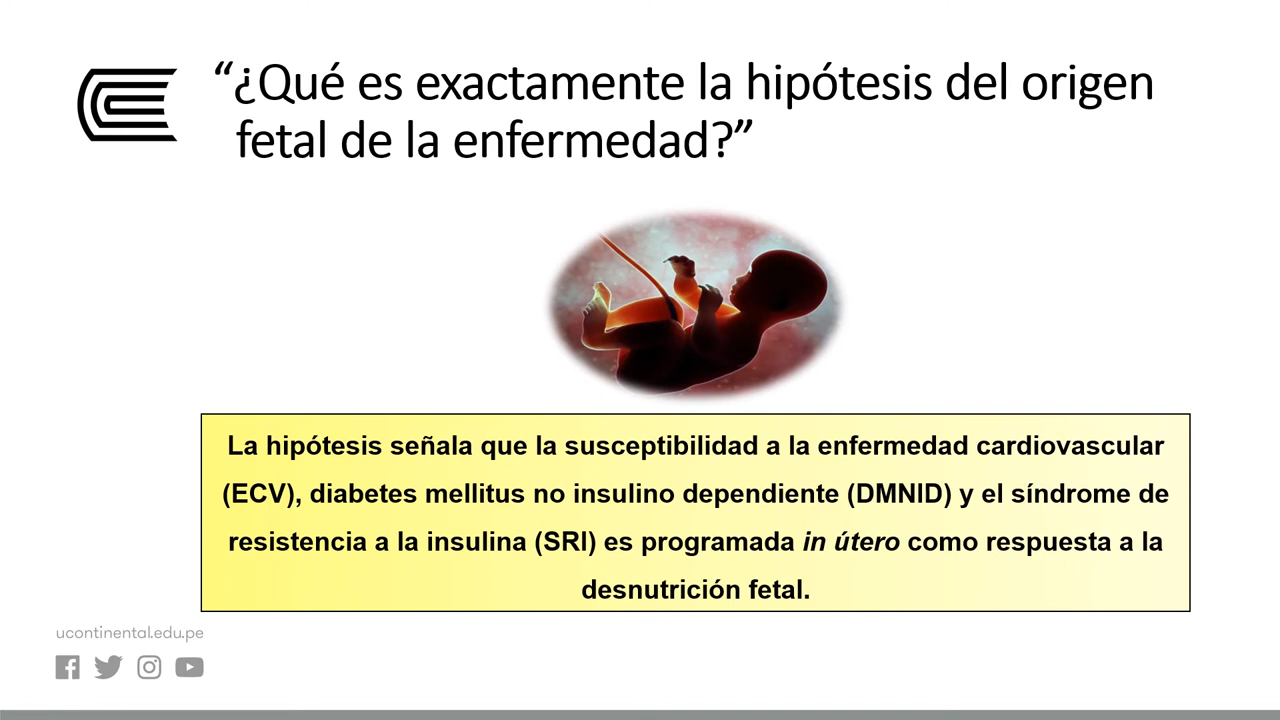 “¿Qué es exactamente la hipótesis del origen
fetal de la enfermedad?”
La hipótesis señala que la susceptibilidad a la enfermedad cardiovascular
(ECV), diabetes mellitus no insulino dependiente (DMNID) y el síndrome de
resistencia a la insulina (SRI) es programada in útero como respuesta a la
desnutrición fetal.
ucontinental.edu.pe